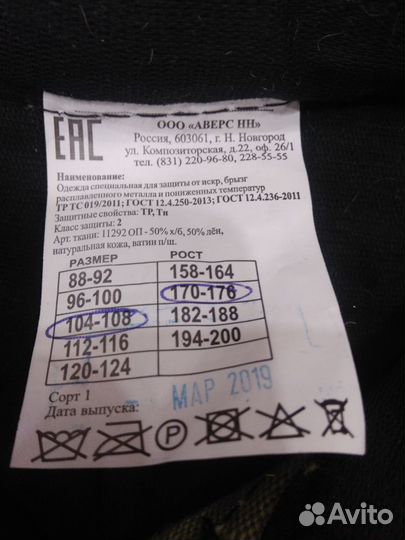 EAC
ООО «АВЕРС НН»
Россия, 603061, г. Н. Новгород
ул. Композиторская, д.22, оф. 26/1
тел. (831) 220-96-80, 228-55-55
Наименование:
Одежда специальная для защиты от искр, брызг
расплавленного металла и пониженных температур
ТР ТС 019/2011; ГОСТ 12.4.250-2013; ГОСТ 12.4.236-2011
Защитные свойства: ТР, Тн
Класс защиты: 2
Арт. ткани: 11292 ОП - 50% х/б, 50% лён,
натуральная кожа, ватин п/ш.
РАЗМЕР РОСТ
88-92 158-164
96-100 170-176
104-108 182-188
112-116 194-200
120-124
МАР 2019
Сорт 1
Дата выпуска:
P
Avito